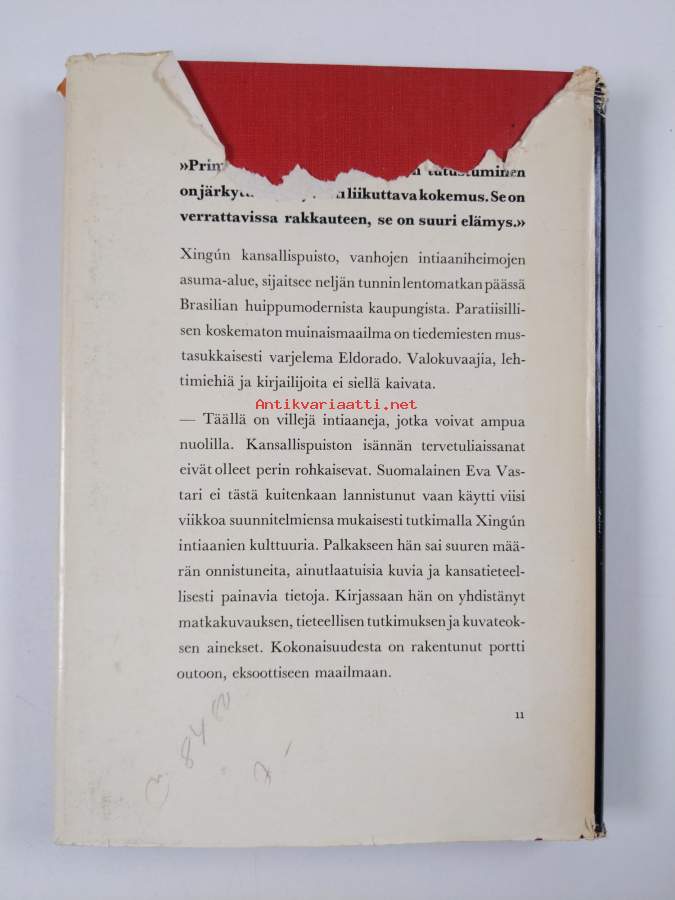 »Prim tutustuminen
on järkyt liikuttava kokemus. Se on
verrattavissa rakkauteen, se on suuri elämys.»
Xingún kansallispuisto, vanhojen intiaaniheimojen
asuma-alue, sijaitsee neljän tunnin lentomatkan päässä
Brasilian huippumodernista kaupungista. Paratiisilli-
sen koskematon muinaismaailma on tiedemiesten mus-
tasukkaisesti varjelema Eldorado. Valokuvaajia, leh-
timiehiä ja kirjailijoita ei siellä kaivata.
Antikvariaatti.net
— Täällä on villejä intiaaneja, jotka voivat ampua
nuolilla. Kansallispuiston isännän tervetuliaissanat
eivät olleet perin rohkaisevat. Suomalainen Eva Vas-
tari ei tästä kuitenkaan lannistunut vaan käytti viisi
viikkoa suunnitelmiensa mukaisesti tutkimalla Xingún
intiaanien kulttuuria. Palkakseen hän sai suuren mää-
rän onnistuneita, ainutlaatuisia kuvia ja kansatieteel-
lisesti painavia tietoja. Kirjassaan hän on yhdistänyt
matkakuvauksen, tieteellisen tutkimuksen ja kuvateok-
sen ainekset. Kokonaisuudesta on rakentunut portti
outoon, eksoottiseen maailmaan.
11
84